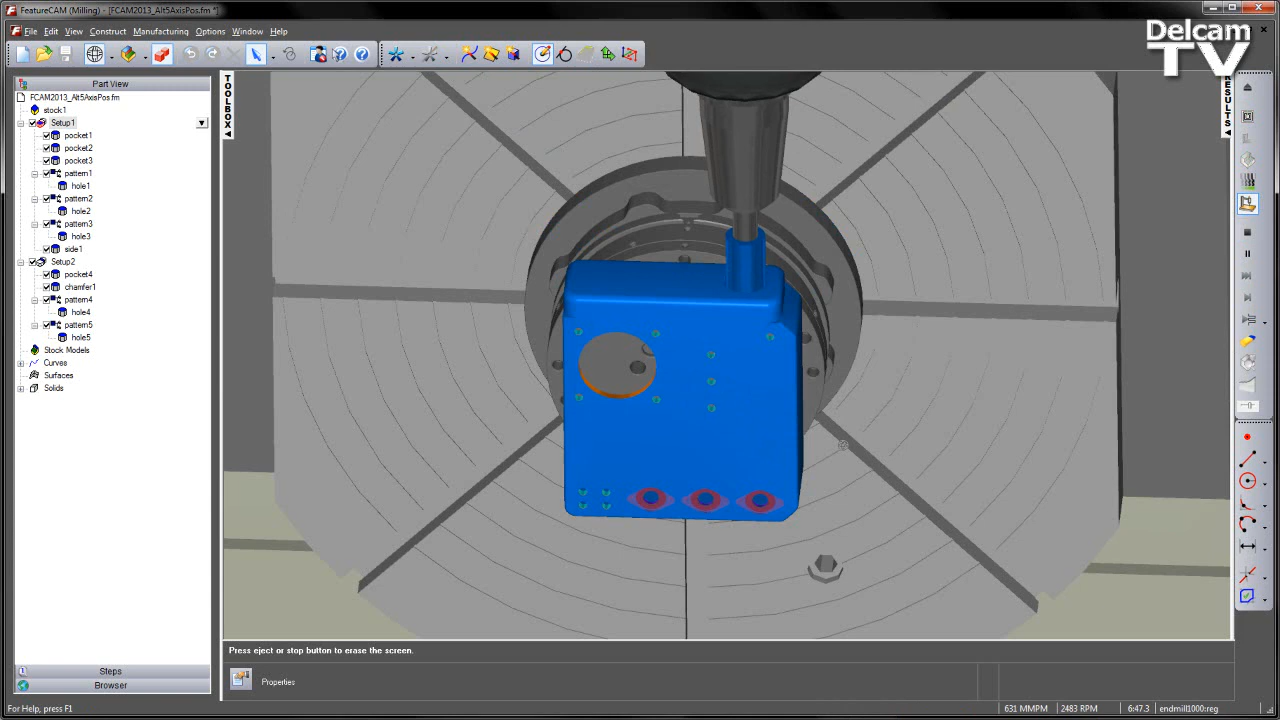 FeatureCAM (Milling) - [FCAM2013_Alt5AxisPos.fm *]
File Edit View Construct Manufacturing Options Window Help
Delcam
TV
Part View
FCAM2013_Alt5AxisPos.fm
stock1
Setup1
pocket1
pocket2
pocket3
pattern1
hole1
pattern2
hole2
pattern3
hole3
side1
Setup2
pocket4
chamfer1
pattern4
hole4
pattern5
hole5
Stock Models
Curves
Surfaces
Solids
Steps
Browser
TOOLBOX
RESULTS
Press eject or stop button to erase the screen.
Properties
For Help, press F1
631 MMPM 2483 RPM 6:47.3 endmill1000:reg